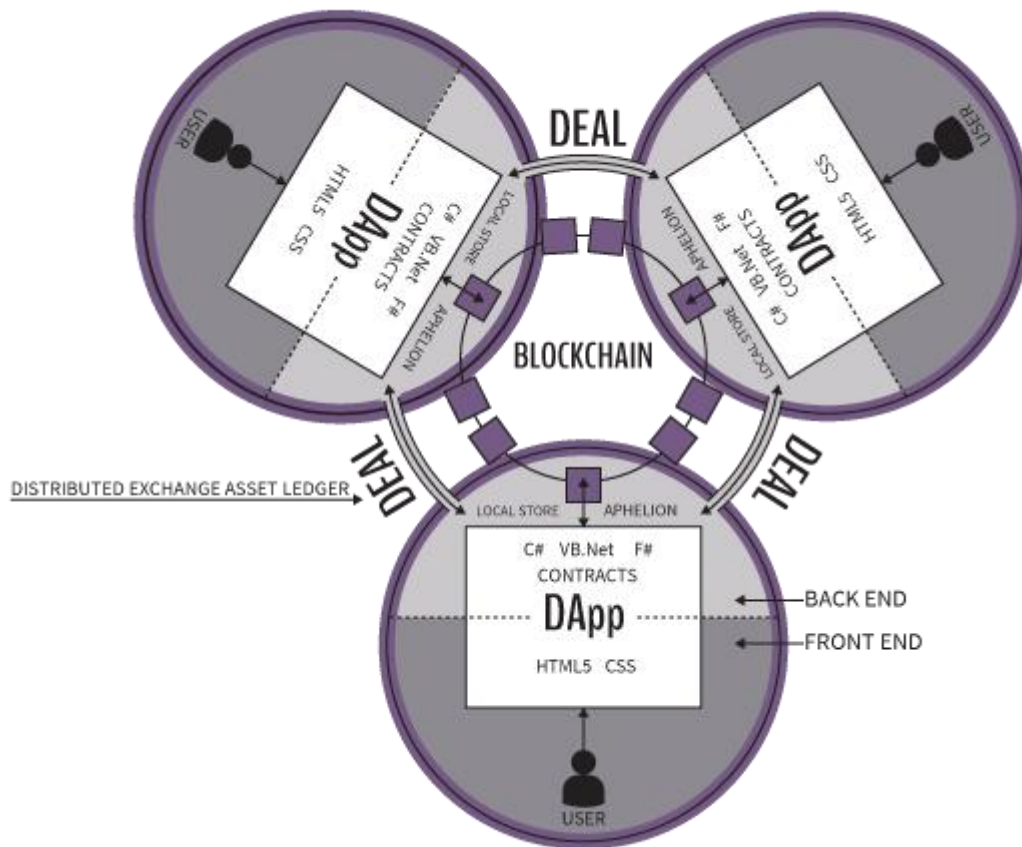 USER
HTML5 CSS
DApp
C# VB.Net F#
CONTRACTS
LOCAL STORE
APHELION
DEAL
USER
HTML5 CSS
DApp
C# VB.Net F#
CONTRACTS
APHELION
LOCAL STORE
BLOCKCHAIN
DEAL
DEAL
DISTRIBUTED EXCHANGE ASSET LEDGER
LOCAL STORE APHELION
C# VB.Net F#
CONTRACTS
DApp
HTML5 CSS
USER
BACK END
FRONT END